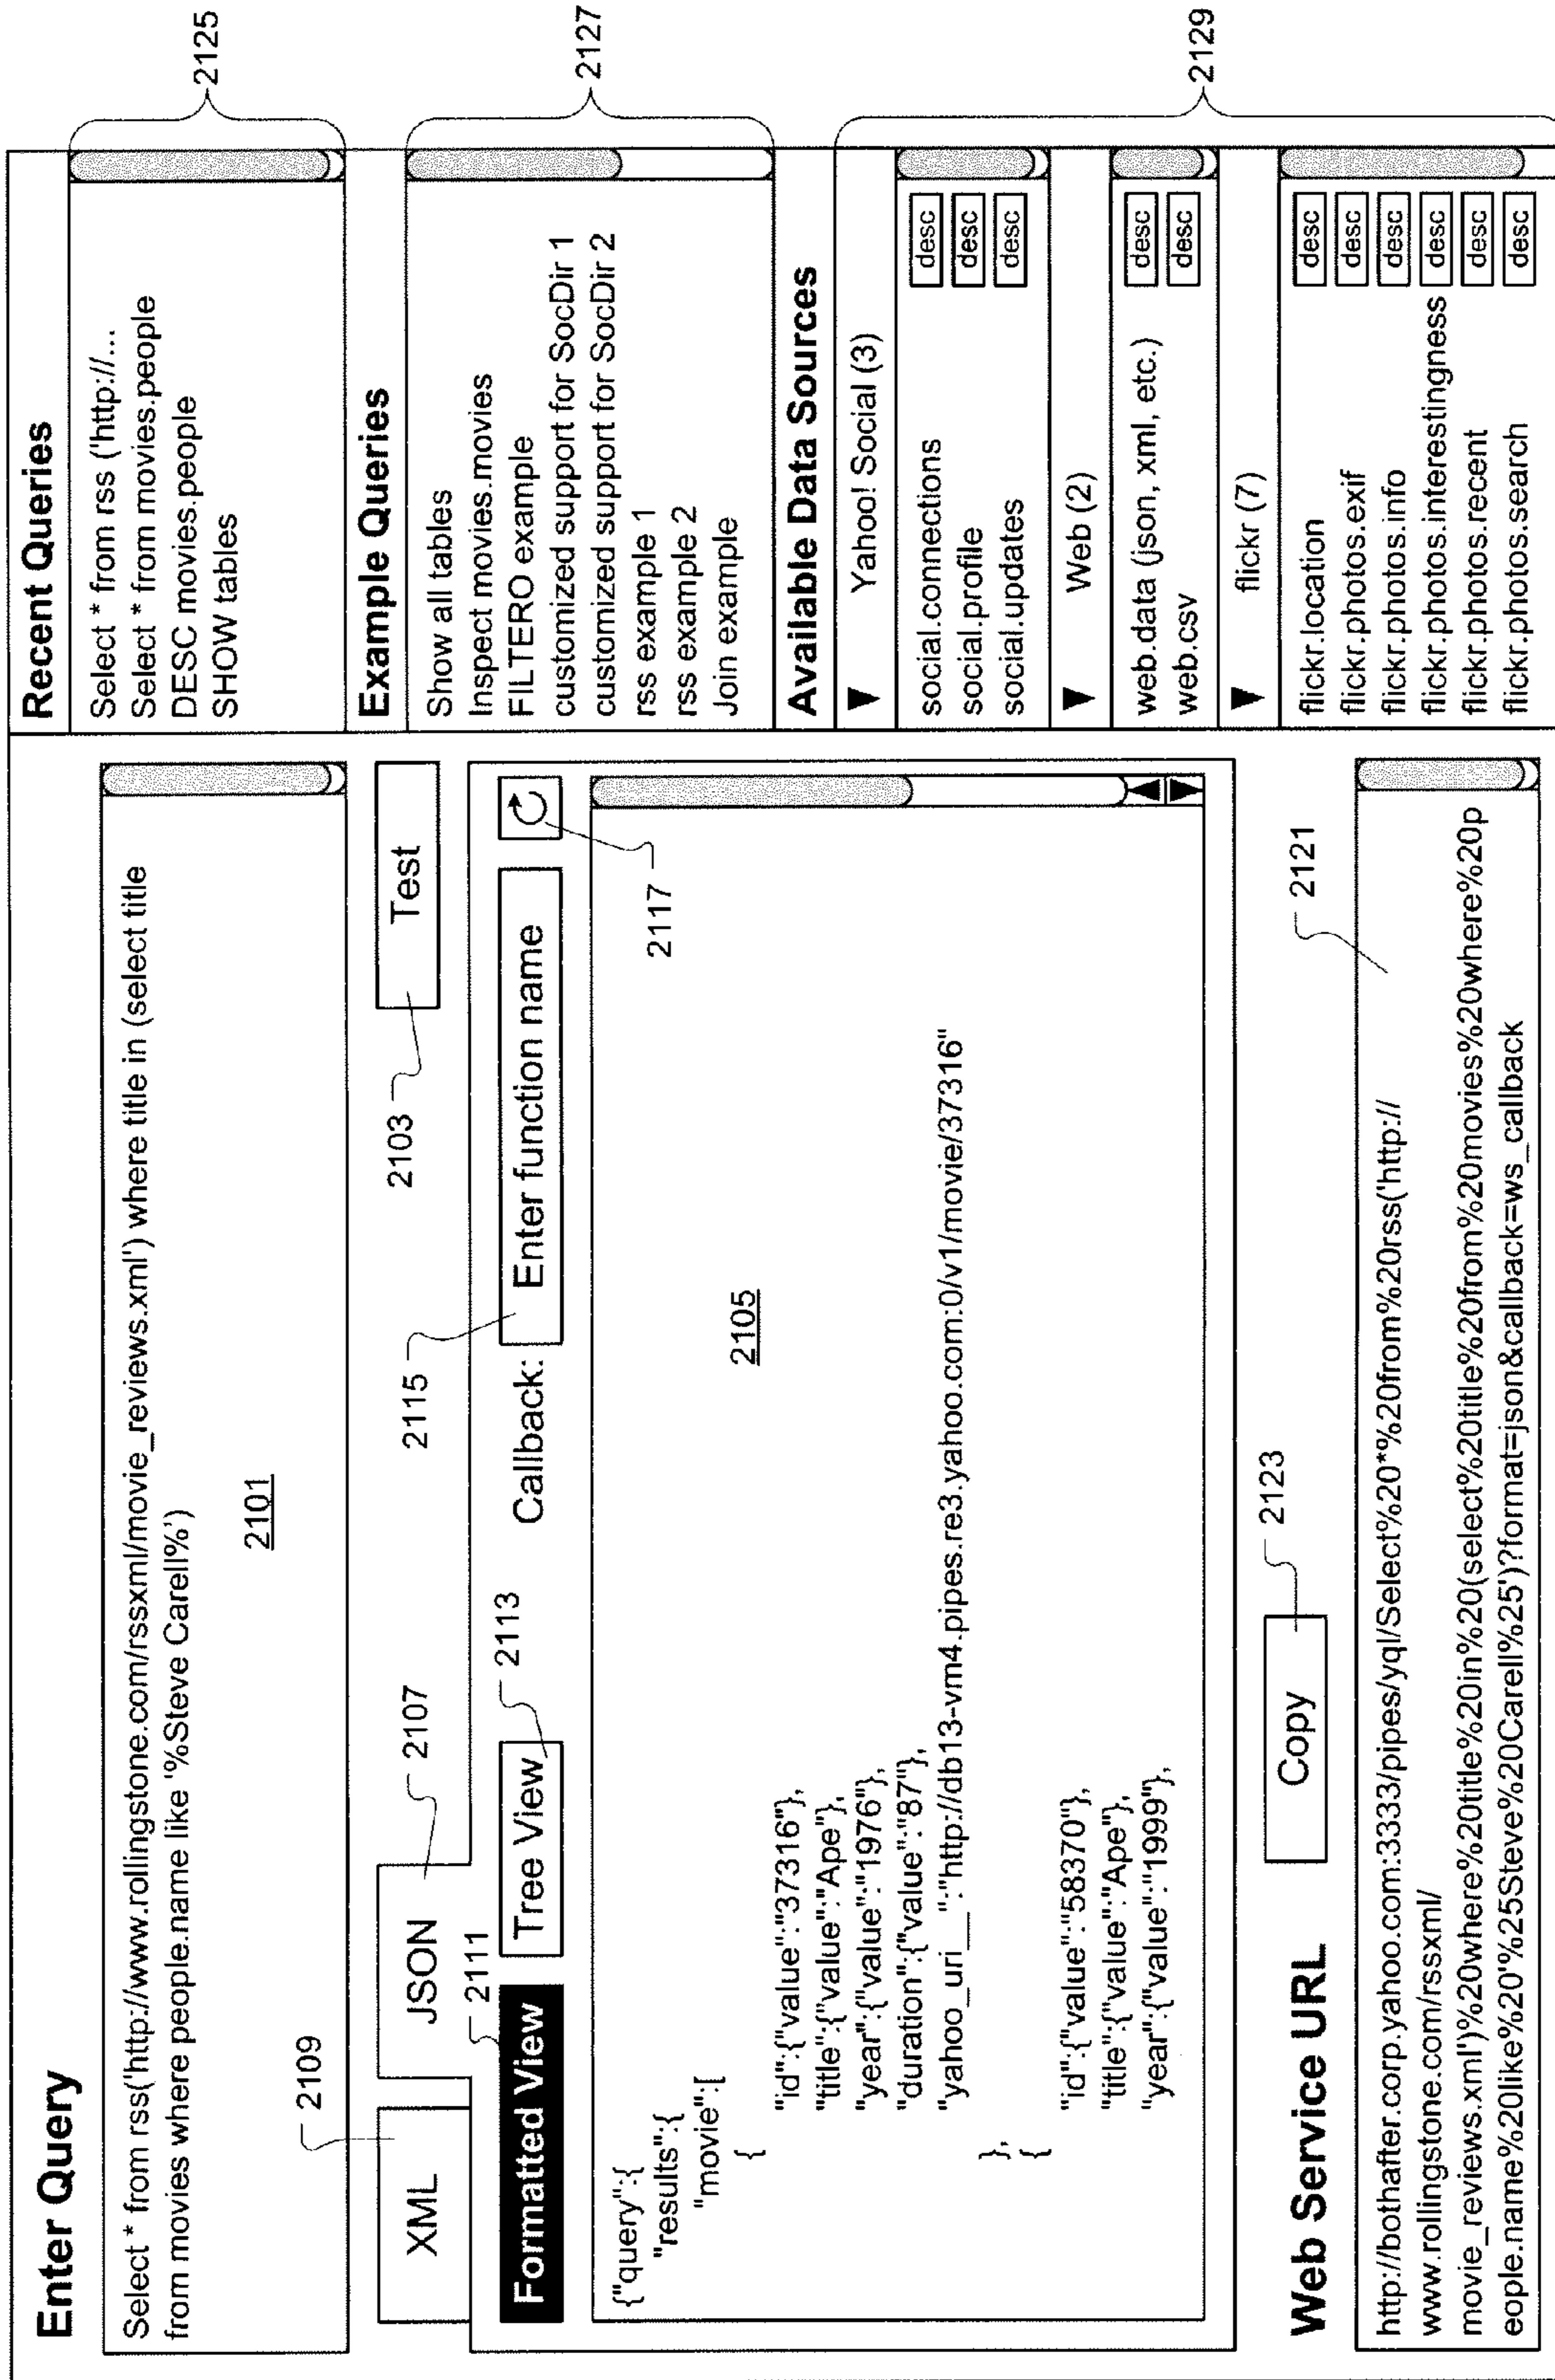 Enter Query
Select * from rss('http://www.rollingstone.com/rssxml/movie_reviews.xml') where title in (select title
from movies where people.name like '%Steve Carell%')
2101
2109
XML
JSON
2107
2103
Test
2111
Formatted View
Tree View
2113
Callback:
2115
Enter function name
2117
{"query":{
"results":{
"movie":[
{
"id":{"value":"37316"},
"title":{"value":"Ape"},
"year":{"value":"1976"},
"duration":{"value":"87"},
"yahoo_uri__":"http://db13-vm4.pipes.re3.yahoo.com:0/v1/movie/37316"
},
{
"id":{"value":"58370"},
"title":{"value":"Ape"},
"year":{"value":"1999"},
2105
Web Service URL
Copy
2123
2121
http://bothafter.corp.yahoo.com:3333/pipes/yql/Select%20*%20from%20rss('http://
www.rollingstone.com/rssxml/
movie_reviews.xml')%20where%20title%20in%20(select%20title%20from%20movies%20where%20p
eople.name%20like%20'%25Steve%20Carell%25')?format=json&callback=ws_callback
Recent Queries
Select * from rss ('http://...
Select * from movies.people
DESC movies.people
SHOW tables
2125
Example Queries
Show all tables
Inspect movies.movies
FILTERO example
customized support for SocDir 1
customized support for SocDir 2
rss example 1
rss example 2
Join example
2127
Available Data Sources
Yahoo! Social (3)
social.connections desc
social.profile desc
social.updates desc
Web (2)
web.data (json, xml, etc.) desc
web.csv desc
flickr (7)
flickr.location desc
flickr.photos.exif desc
flickr.photos.info desc
flickr.photos.interestingness desc
flickr.photos.recent desc
flickr.photos.search desc
2129